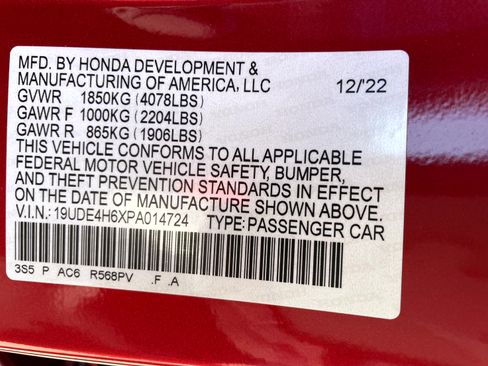 MFD. BY HONDA DEVELOPMENT &
MANUFACTURING OF AMERICA, LLC 12/'22
GVWR 1850KG (4078LBS)
GAWR F 1000KG (2204LBS)
GAWR R 865KG (1906LBS)
THIS VEHICLE CONFORMS TO ALL APPLICABLE
FEDERAL MOTOR VEHICLE SAFETY, BUMPER,
AND THEFT PREVENTION STANDARDS IN EFFECT
ON THE DATE OF MANUFACTURE SHOWN ABOVE.
V.I.N: 19UDE4H6XPA014724 TYPE:PASSENGER CAR
3S5 P AC6 R568PV .F .A